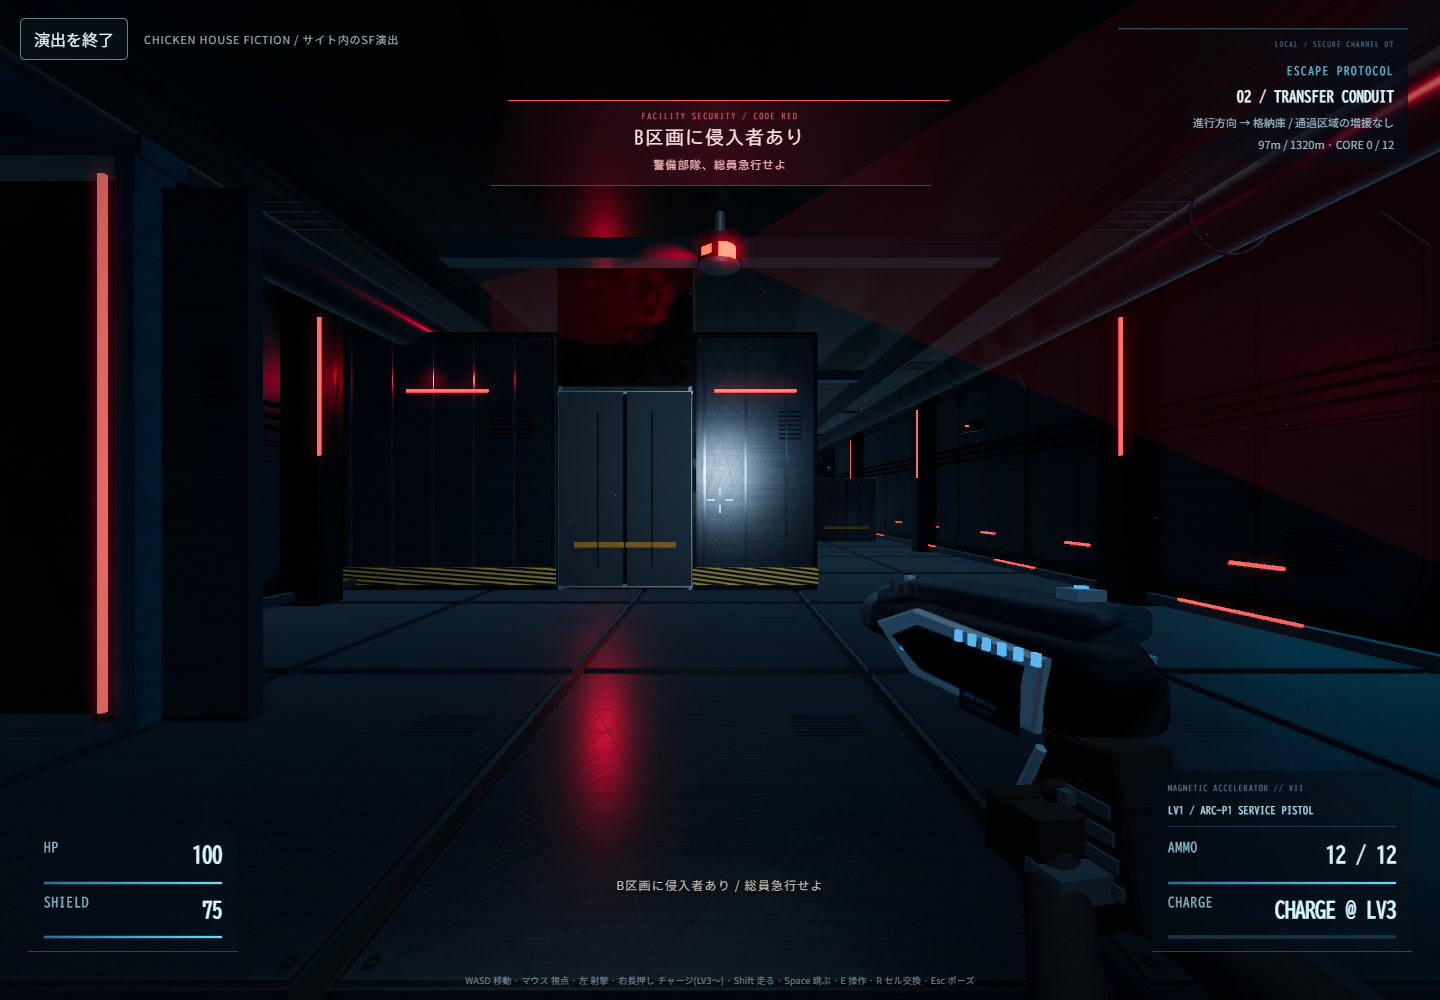 演出を終了
CHICKEN HOUSE FICTION / サイト内のSF演出
LOCAL / SECURE CHANNEL 07
ESCAPE PROTOCOL
02 / TRANSFER CONDUIT
進行方向 → 格納庫 / 通過区域の増援なし
97m / 1320m · CORE 0 / 12
FACILITY SECURITY / CODE RED
B区画に侵入者あり
警備部隊、総員急行せよ
HP
100
SHIELD
75
B区画に侵入者あり / 総員急行せよ
MAGNETIC ACCELERATOR // VII
LV1 / ARC-P1 SERVICE PISTOL
AMMO
12 / 12
CHARGE
CHARGE @ LV3
WASD 移動 · マウス 視点 · 左 射撃 · 右長押し チャージ(LV3〜) · Shift 走る · Space 跳ぶ · E 操作 · R セル交換 · Esc ポーズ